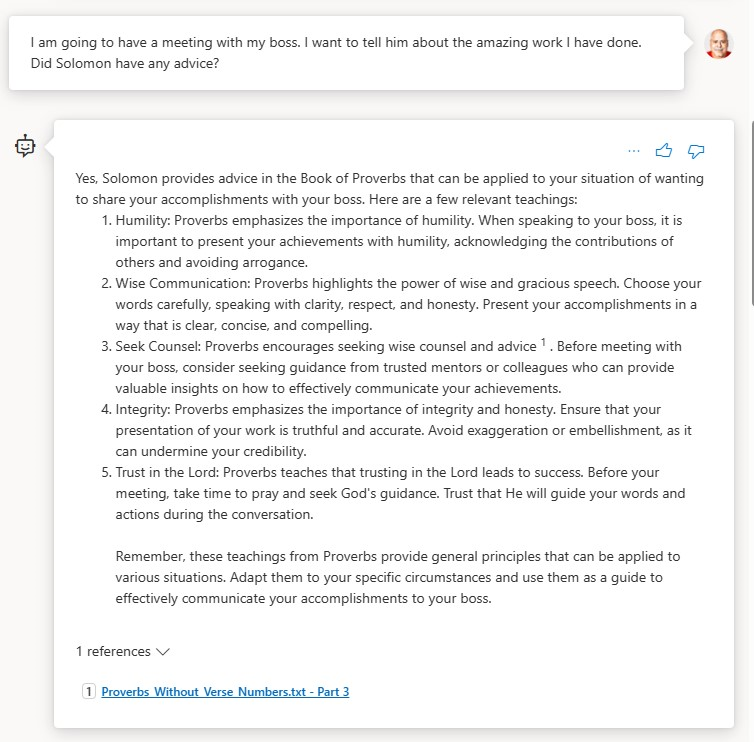 I am going to have a meeting with my boss. I want to tell him about the amazing work I have done.
Did Solomon have any advice?
...
Yes, Solomon provides advice in the Book of Proverbs that can be applied to your situation of wanting
to share your accomplishments with your boss. Here are a few relevant teachings:
1. Humility: Proverbs emphasizes the importance of humility. When speaking to your boss, it is
important to present your achievements with humility, acknowledging the contributions of
others and avoiding arrogance.
2. Wise Communication: Proverbs highlights the power of wise and gracious speech. Choose your
words carefully, speaking with clarity, respect, and honesty. Present your accomplishments in a
way that is clear, concise, and compelling.
3. Seek Counsel: Proverbs encourages seeking wise counsel and advice 1 . Before meeting with
your boss, consider seeking guidance from trusted mentors or colleagues who can provide
valuable insights on how to effectively communicate your achievements.
4. Integrity: Proverbs emphasizes the importance of integrity and honesty. Ensure that your
presentation of your work is truthful and accurate. Avoid exaggeration or embellishment, as it
can undermine your credibility.
5. Trust in the Lord: Proverbs teaches that trusting in the Lord leads to success. Before your
meeting, take time to pray and seek God's guidance. Trust that He will guide your words and
actions during the conversation.
Remember, these teachings from Proverbs provide general principles that can be applied to
various situations. Adapt them to your specific circumstances and use them as a guide to
effectively communicate your accomplishments to your boss.
1 references
1 Proverbs_Without_Verse_Numbers.txt - Part 3